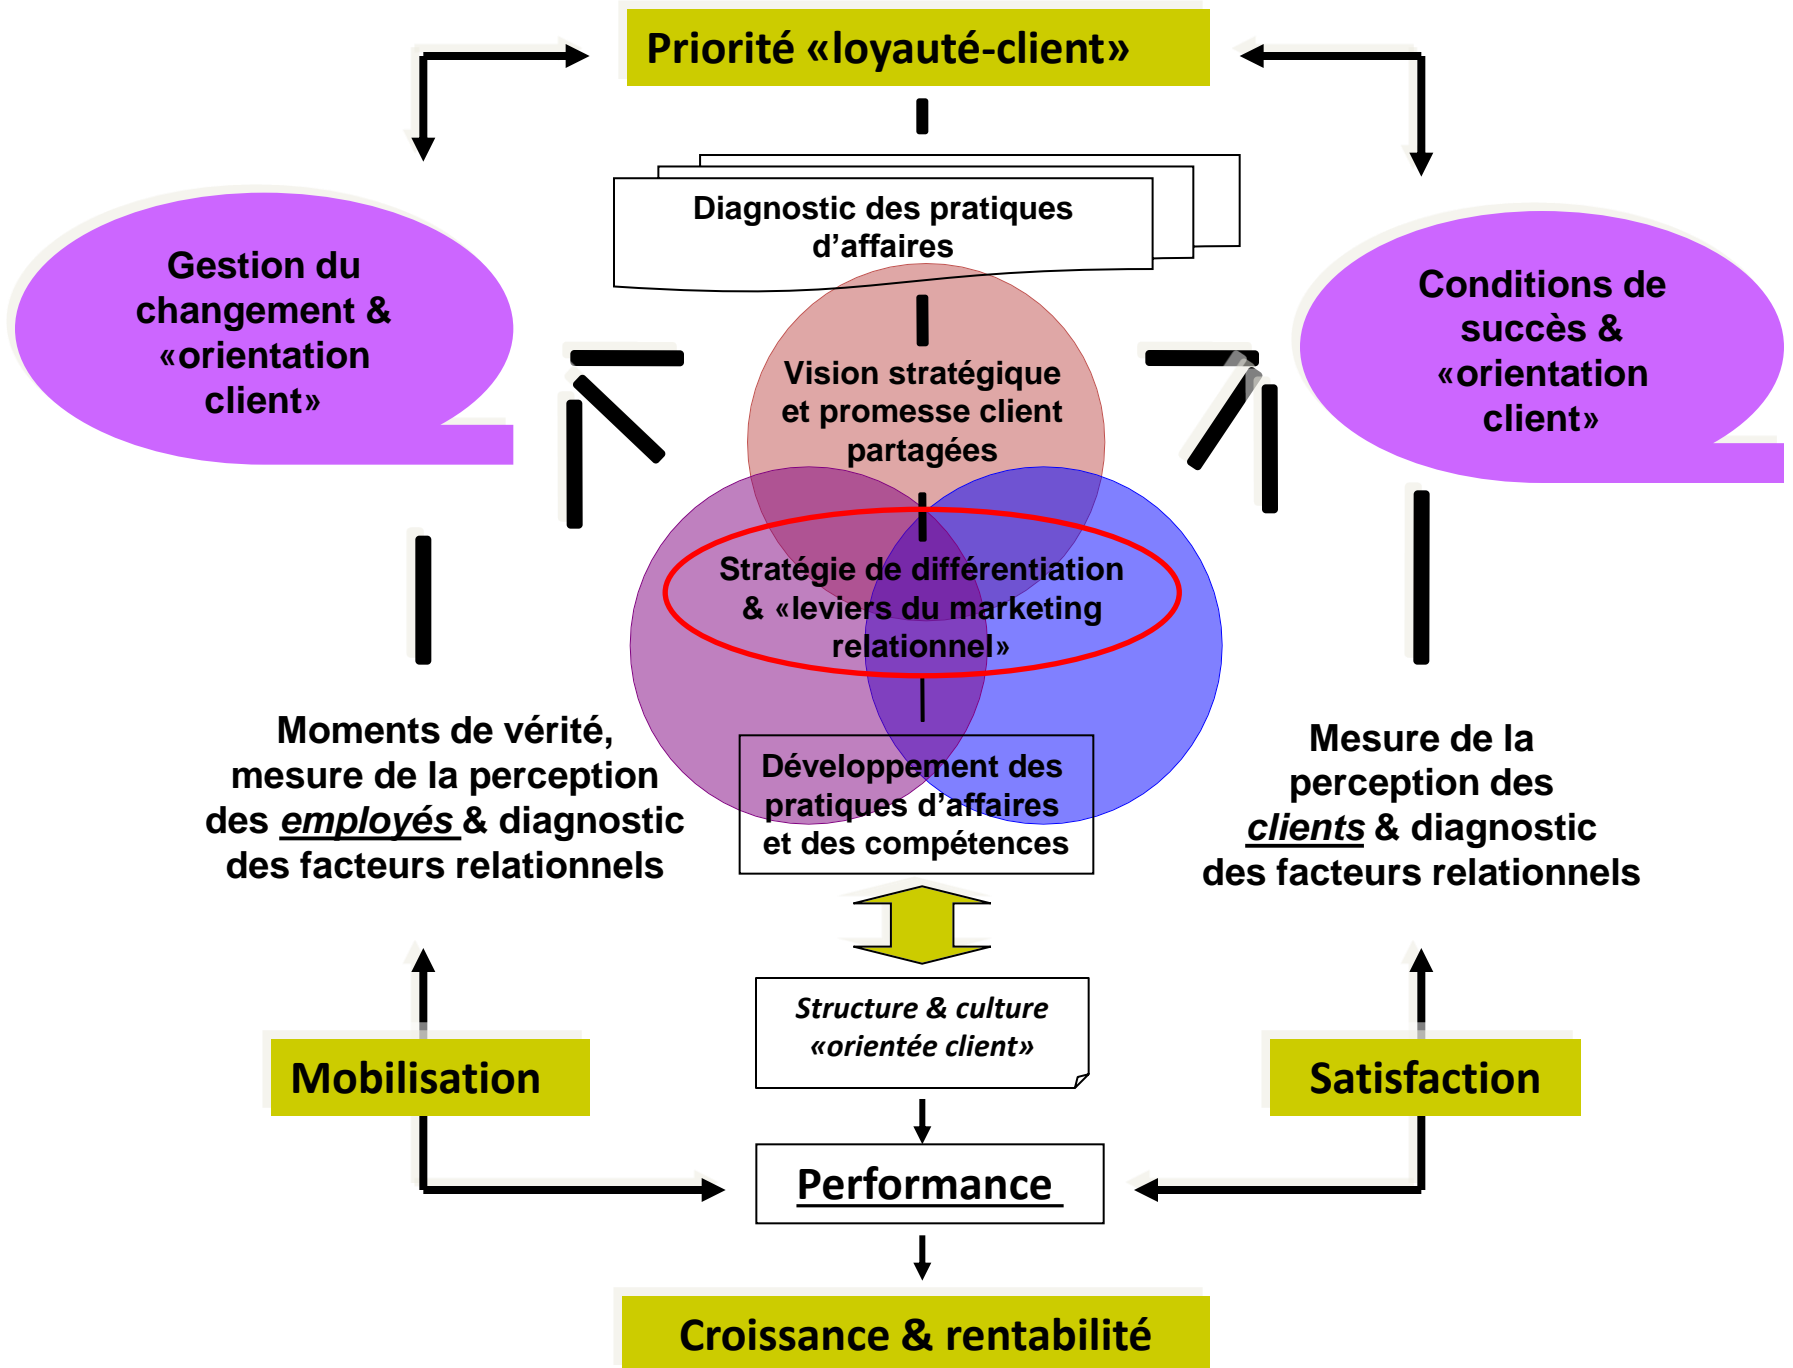 Priorité «loyauté-client»
Diagnostic des pratiques
d’affaires
Gestion du
changement &
«orientation
client»
Conditions de
succès &
«orientation
client»
Vision stratégique
et promesse client
partagées
Stratégie de différentiation
& «leviers du marketing
relationnel»
Moments de vérité,
mesure de la perception
des employés & diagnostic
des facteurs relationnels
Développement des
pratiques d’affaires
et des compétences
Mesure de la
perception des
clients & diagnostic
des facteurs relationnels
Structure & culture
«orientée client»
Mobilisation
Satisfaction
Performance
Croissance & rentabilité